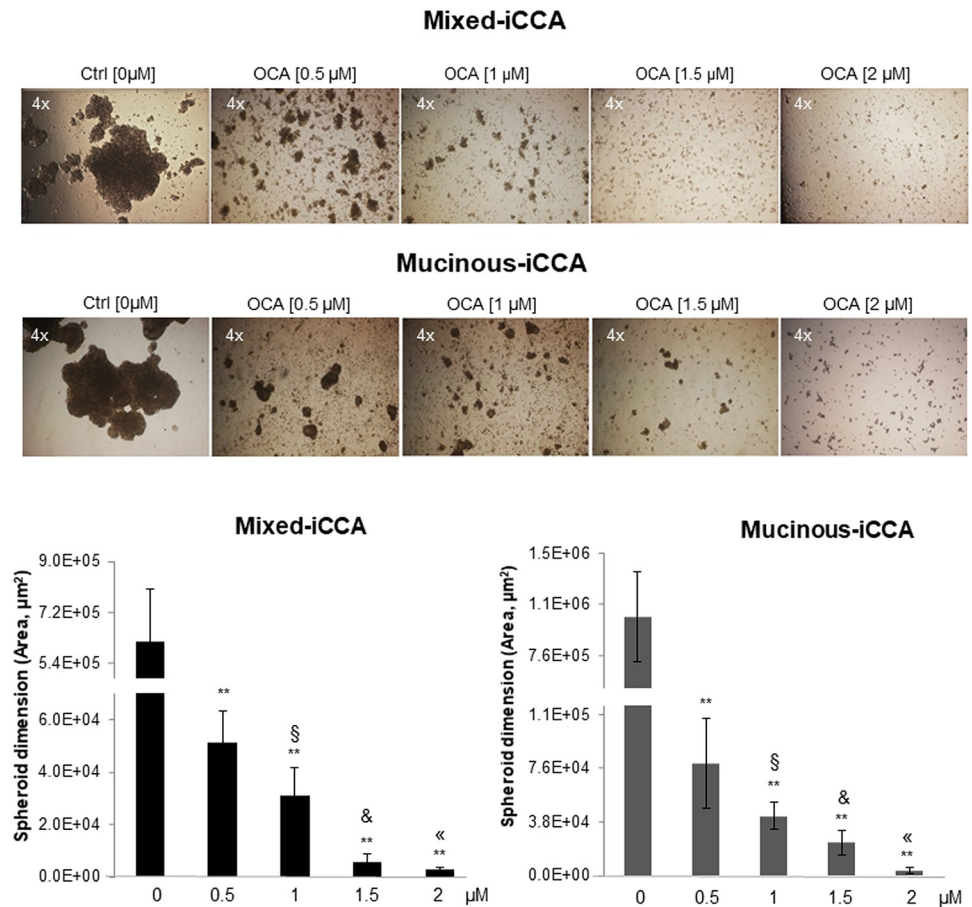 Mixed-iCCA
Ctrl [0µM] OCA [0.5 µM] OCA [1 µM] OCA [1.5 µM] OCA [2 µM]
4x 4x 4x 4x 4x
Mucinous-iCCA
Ctrl [0µM] OCA [0.5 µM] OCA [1 µM] OCA [1.5 µM] OCA [2 µM]
4x 4x 4x 4x 4x
Mixed-iCCA
Spheroid dimension (Area, µm²)
9.0E+05
7.2E+05
5.4E+05
6.0E+04
4.0E+04
2.0E+04
0.0E+00
**
§
**
&
**
«
**
0 0.5 1 1.5 2 µM
Mucinous-iCCA
Spheroid dimension (Area, µm²)
1.5E+06
1.1E+06
7.6E+05
1.1E+05
7.6E+04
3.8E+04
0.0E+00
**
§
**
&
**
«
**
0 0.5 1 1.5 2 µM